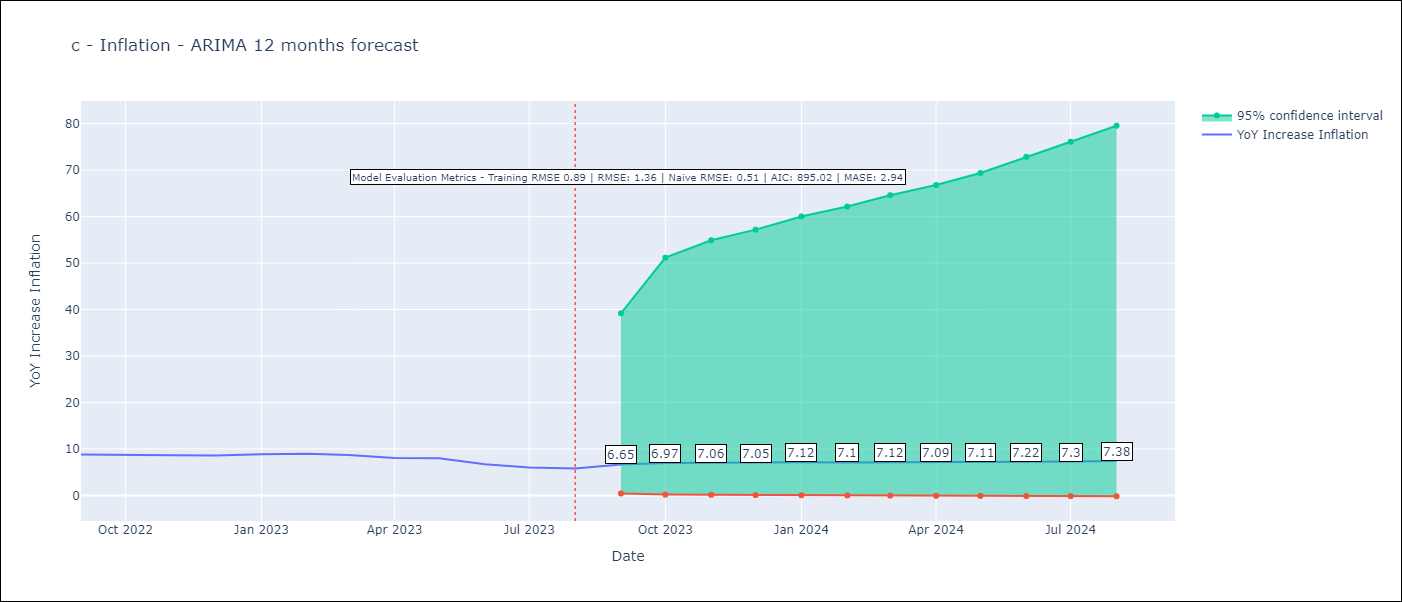 c - Inflation - ARIMA 12 months forecast
95% confidence interval
YoY Increase Inflation
Model Evaluation Metrics - Training RMSE 0.89 | RMSE: 1.36 | Naive RMSE: 0.51 | AIC: 895.02 | MASE: 2.94
YoY Increase Inflation
80
70
60
50
40
30
20
10
0
6.65 6.97 7.06 7.05 7.12 7.1 7.12 7.09 7.11 7.22 7.3 7.38
Oct 2022 Jan 2023 Apr 2023 Jul 2023 Oct 2023 Jan 2024 Apr 2024 Jul 2024
Date